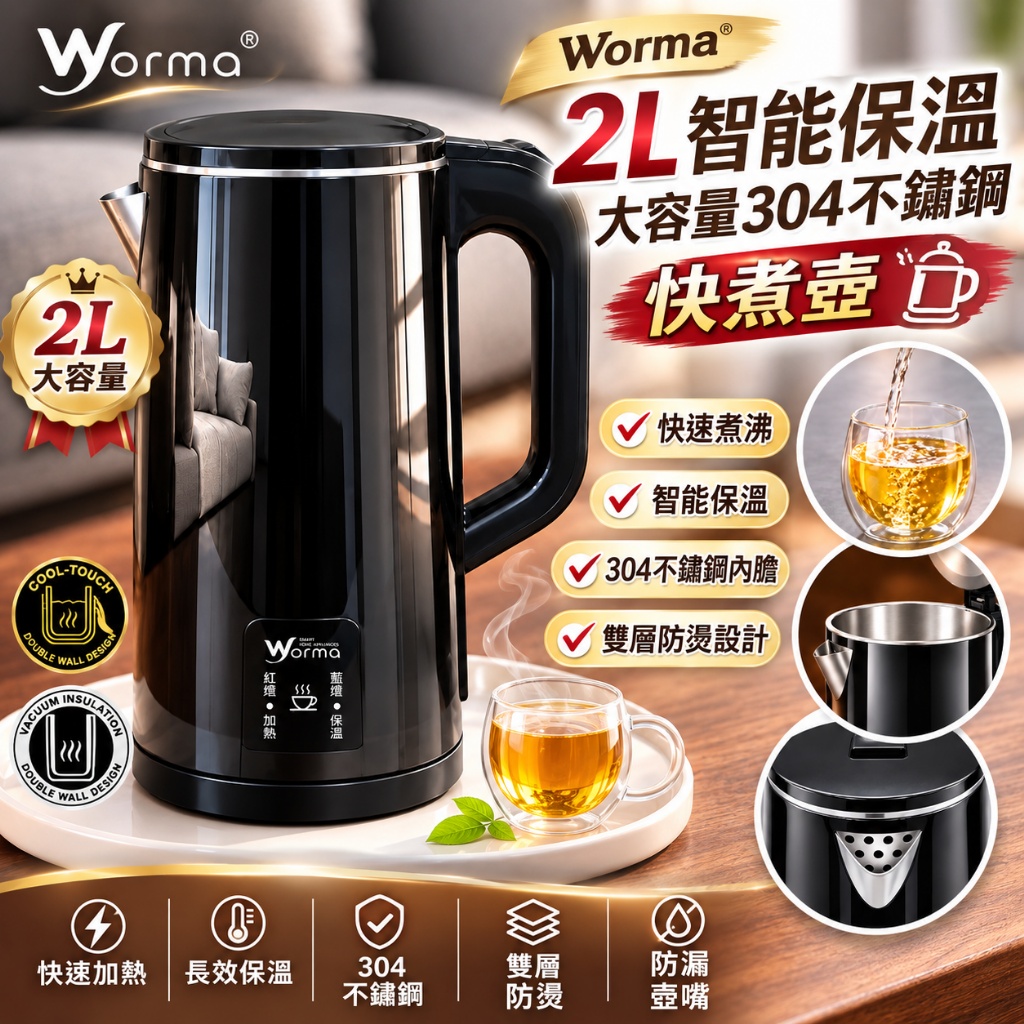 Worma®
Worma®
2L智能保溫
大容量304不鏽鋼
快煮壺
2L
大容量
快速煮沸
智能保溫
304不鏽鋼內膽
雙層防燙設計
COOL-TOUCH
DOUBLE WALL DESIGN
VACUUM INSULATION
DOUBLE WALL DESIGN
SMART
HOME APPLIANCES
Worma
紅燈
加熱
藍燈
保溫
快速加熱
長效保溫
304
不鏽鋼
雙層
防燙
防漏
壺嘴